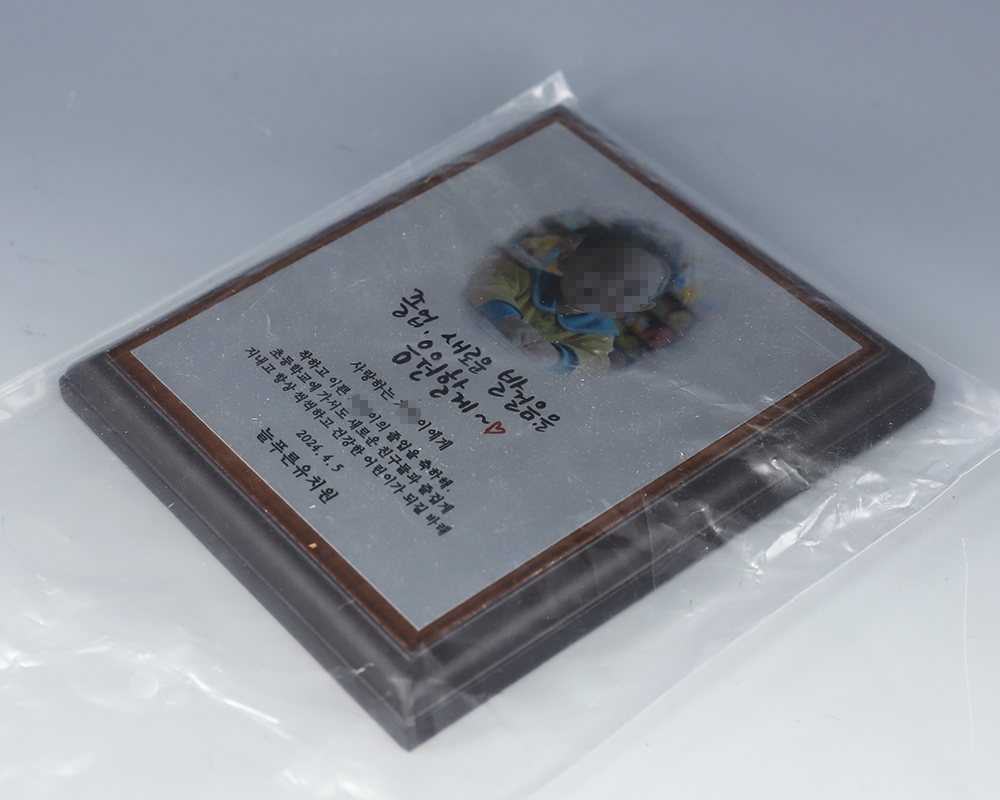 졸업, 새로운 발걸음을
응원할게~♡
사랑하는 이에게
착하고 이쁜 이의 졸업을 축하해.
초등학교에 가서도 새로운 친구들과 즐겁게
지내고 항상 씩씩하고 건강한 어린이가 되길 바래
2024. 4. 5
늘푸른유치원